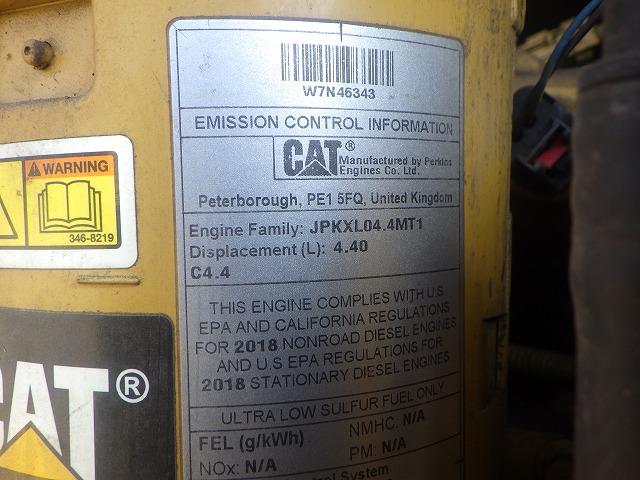 W7N46343
EMISSION CONTROL INFORMATION
CAT®
Manufactured by Perkins
Engines Co. Ltd.
Peterborough, PE1 5FQ, United Kingdom
Engine Family: JPKXL04.4MT1
Displacement (L): 4.40
C4.4
THIS ENGINE COMPLIES WITH U.S
EPA AND CALIFORNIA REGULATIONS
FOR 2018 NONROAD DIESEL ENGINES
AND U.S EPA REGULATIONS FOR
2018 STATIONARY DIESEL ENGINES
ULTRA LOW SULFUR FUEL ONLY
FEL (g/kWh)
NMHC: N/A
NOx: N/A
PM: N/A
System
WARNING
346-8219
CAT®